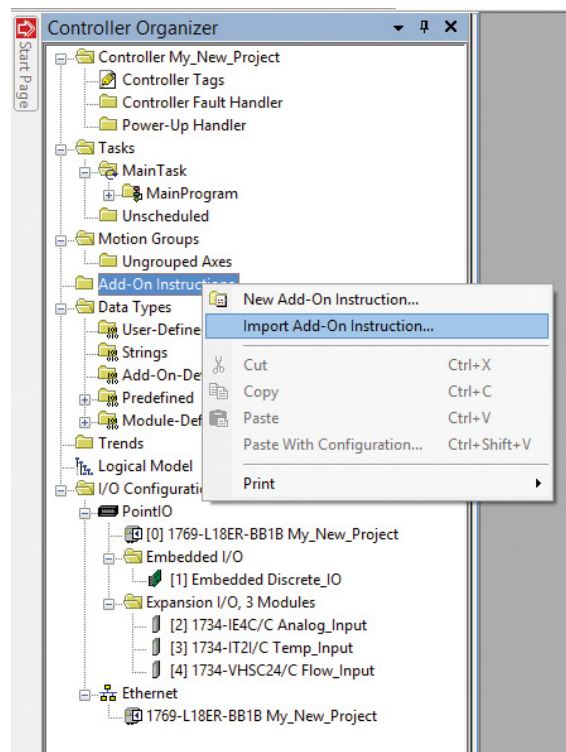 Controller Organizer
Start Page
Controller My_New_Project
Controller Tags
Controller Fault Handler
Power-Up Handler
Tasks
MainTask
MainProgram
Unscheduled
Motion Groups
Ungrouped Axes
Add-On Instructions
New Add-On Instruction...
Import Add-On Instruction...
Cut Ctrl+X
Copy Ctrl+C
Paste Ctrl+V
Paste With Configuration... Ctrl+Shift+V
Print
Data Types
User-Define
Strings
Add-On-De
Predefined
Module-Def
Trends
Logical Model
I/O Configurati
PointIO
[0] 1769-L18ER-BB1B My_New_Project
Embedded I/O
[1] Embedded Discrete_IO
Expansion I/O, 3 Modules
[2] 1734-IE4C/C Analog_Input
[3] 1734-IT2I/C Temp_Input
[4] 1734-VHSC24/C Flow_Input
Ethernet
1769-L18ER-BB1B My_New_Project